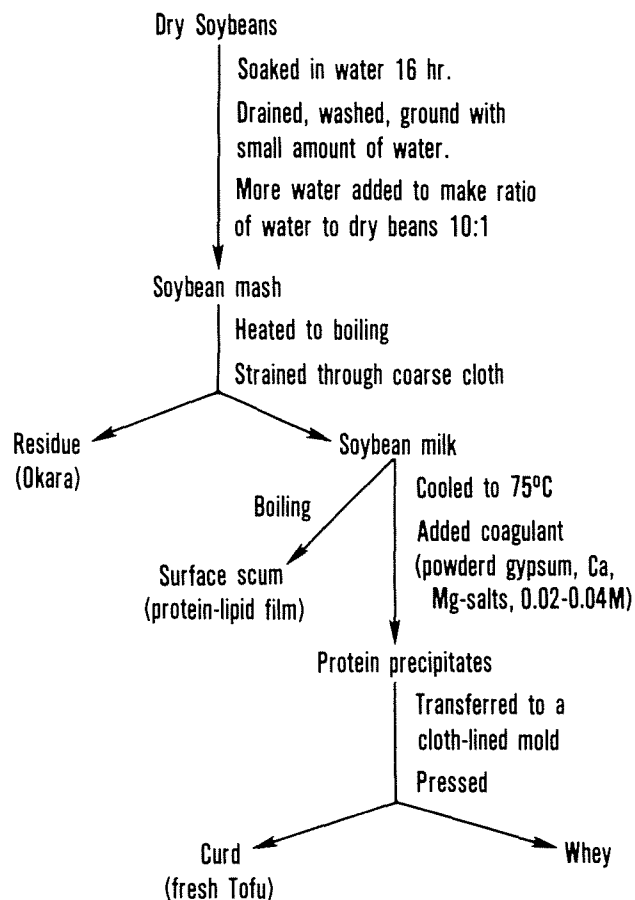 Dry Soybeans
Soaked in water 16 hr.
Drained, washed, ground with
small amount of water.
More water added to make ratio
of water to dry beans 10:1
Soybean mash
Heated to boiling
Strained through coarse cloth
Residue
(Okara)
Soybean milk
Boiling
Cooled to 75ºC
Added coagulant
(powderd gypsum, Ca,
Mg-salts, 0.02-0.04M)
Surface scum
(protein-lipid film)
Protein precipitates
Transferred to a
cloth-lined mold
Pressed
Curd
(fresh Tofu)
Whey